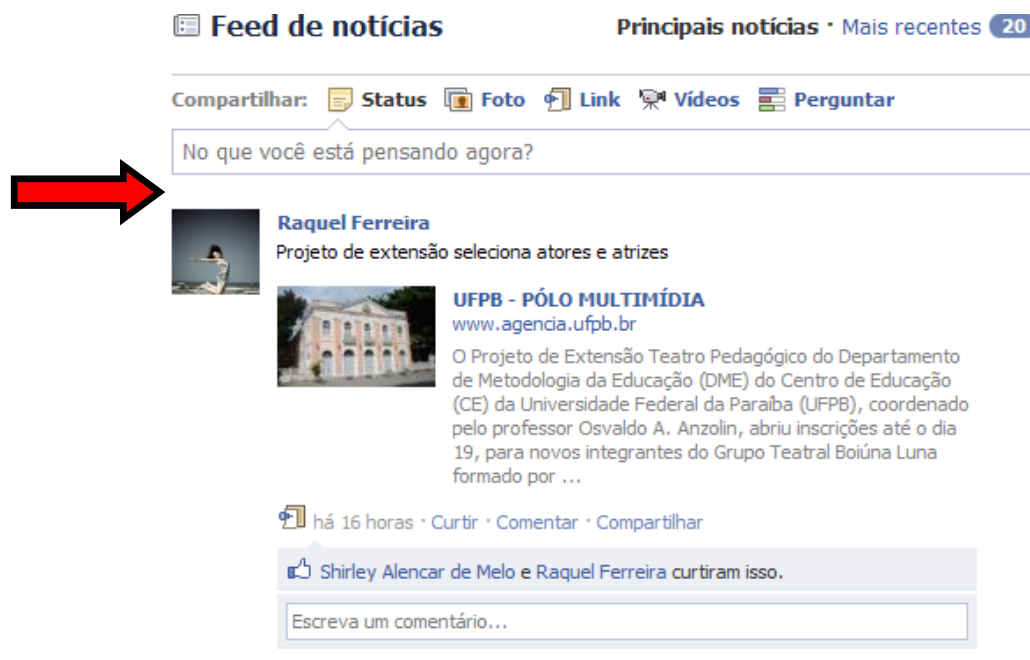 Feed de notícias
Principais notícias · Mais recentes 20
Compartilhar: Status Foto Link Vídeos Perguntar
No que você está pensando agora?
Raquel Ferreira
Projeto de extensão seleciona atores e atrizes
UFPB - PÓLO MULTIMÍDIA
www.agencia.ufpb.br
O Projeto de Extensão Teatro Pedagógico do Departamento
de Metodologia da Educação (DME) do Centro de Educação
(CE) da Universidade Federal da Paraíba (UFPB), coordenado
pelo professor Osvaldo A. Anzolin, abriu inscrições até o dia
19, para novos integrantes do Grupo Teatral Boiúna Luna
formado por ...
há 16 horas · Curtir · Comentar · Compartilhar
Shirley Alencar de Melo e Raquel Ferreira curtiram isso.
Escreva um comentário...